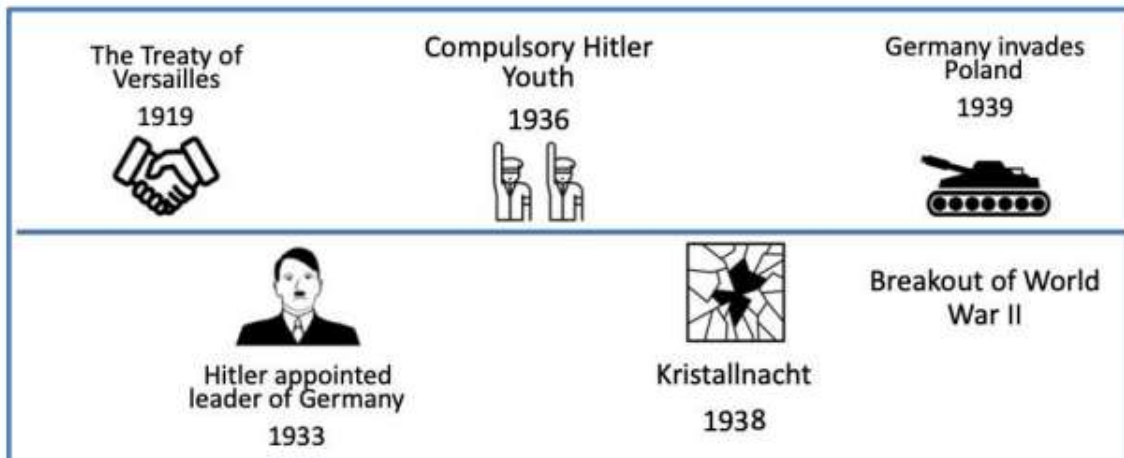 The Treaty of
Versailles
1919
Compulsory Hitler
Youth
1936
Germany invades
Poland
1939
Hitler appointed
leader of Germany
1933
Kristallnacht
1938
Breakout of World
War II